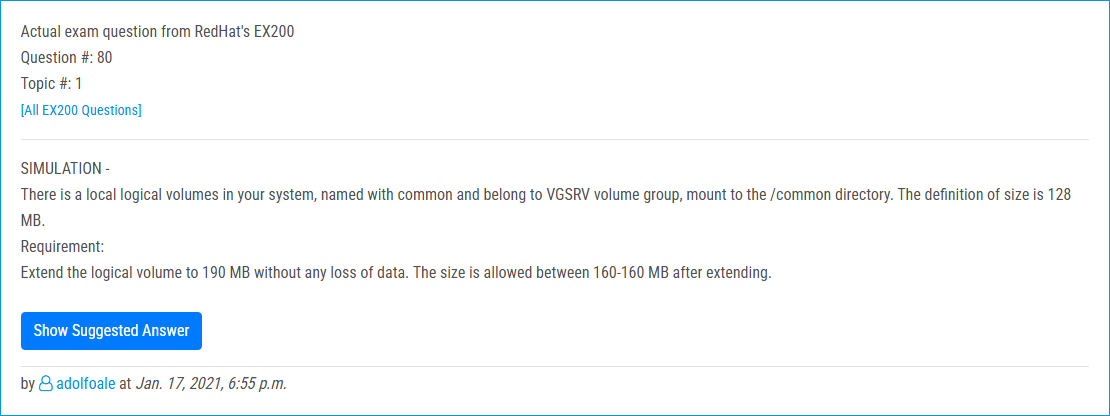 Actual exam question from RedHat's EX200
Question #: 80
Topic #: 1
[All EX200 Questions]
SIMULATION -
There is a local logical volumes in your system, named with common and belong to VGSRV volume group, mount to the /common directory. The definition of size is 128
MB.
Requirement:
Extend the logical volume to 190 MB without any loss of data. The size is allowed between 160-160 MB after extending.
Show Suggested Answer
by adolfoale at Jan. 17, 2021, 6:55 p.m.